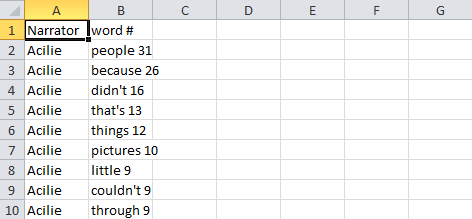 A B C D E F G
1 Narrator word #
2 Acilie people 31
3 Acilie because 26
4 Acilie didn't 16
5 Acilie that's 13
6 Acilie things 12
7 Acilie pictures 10
8 Acilie little 9
9 Acilie couldn't 9
10 Acilie through 9